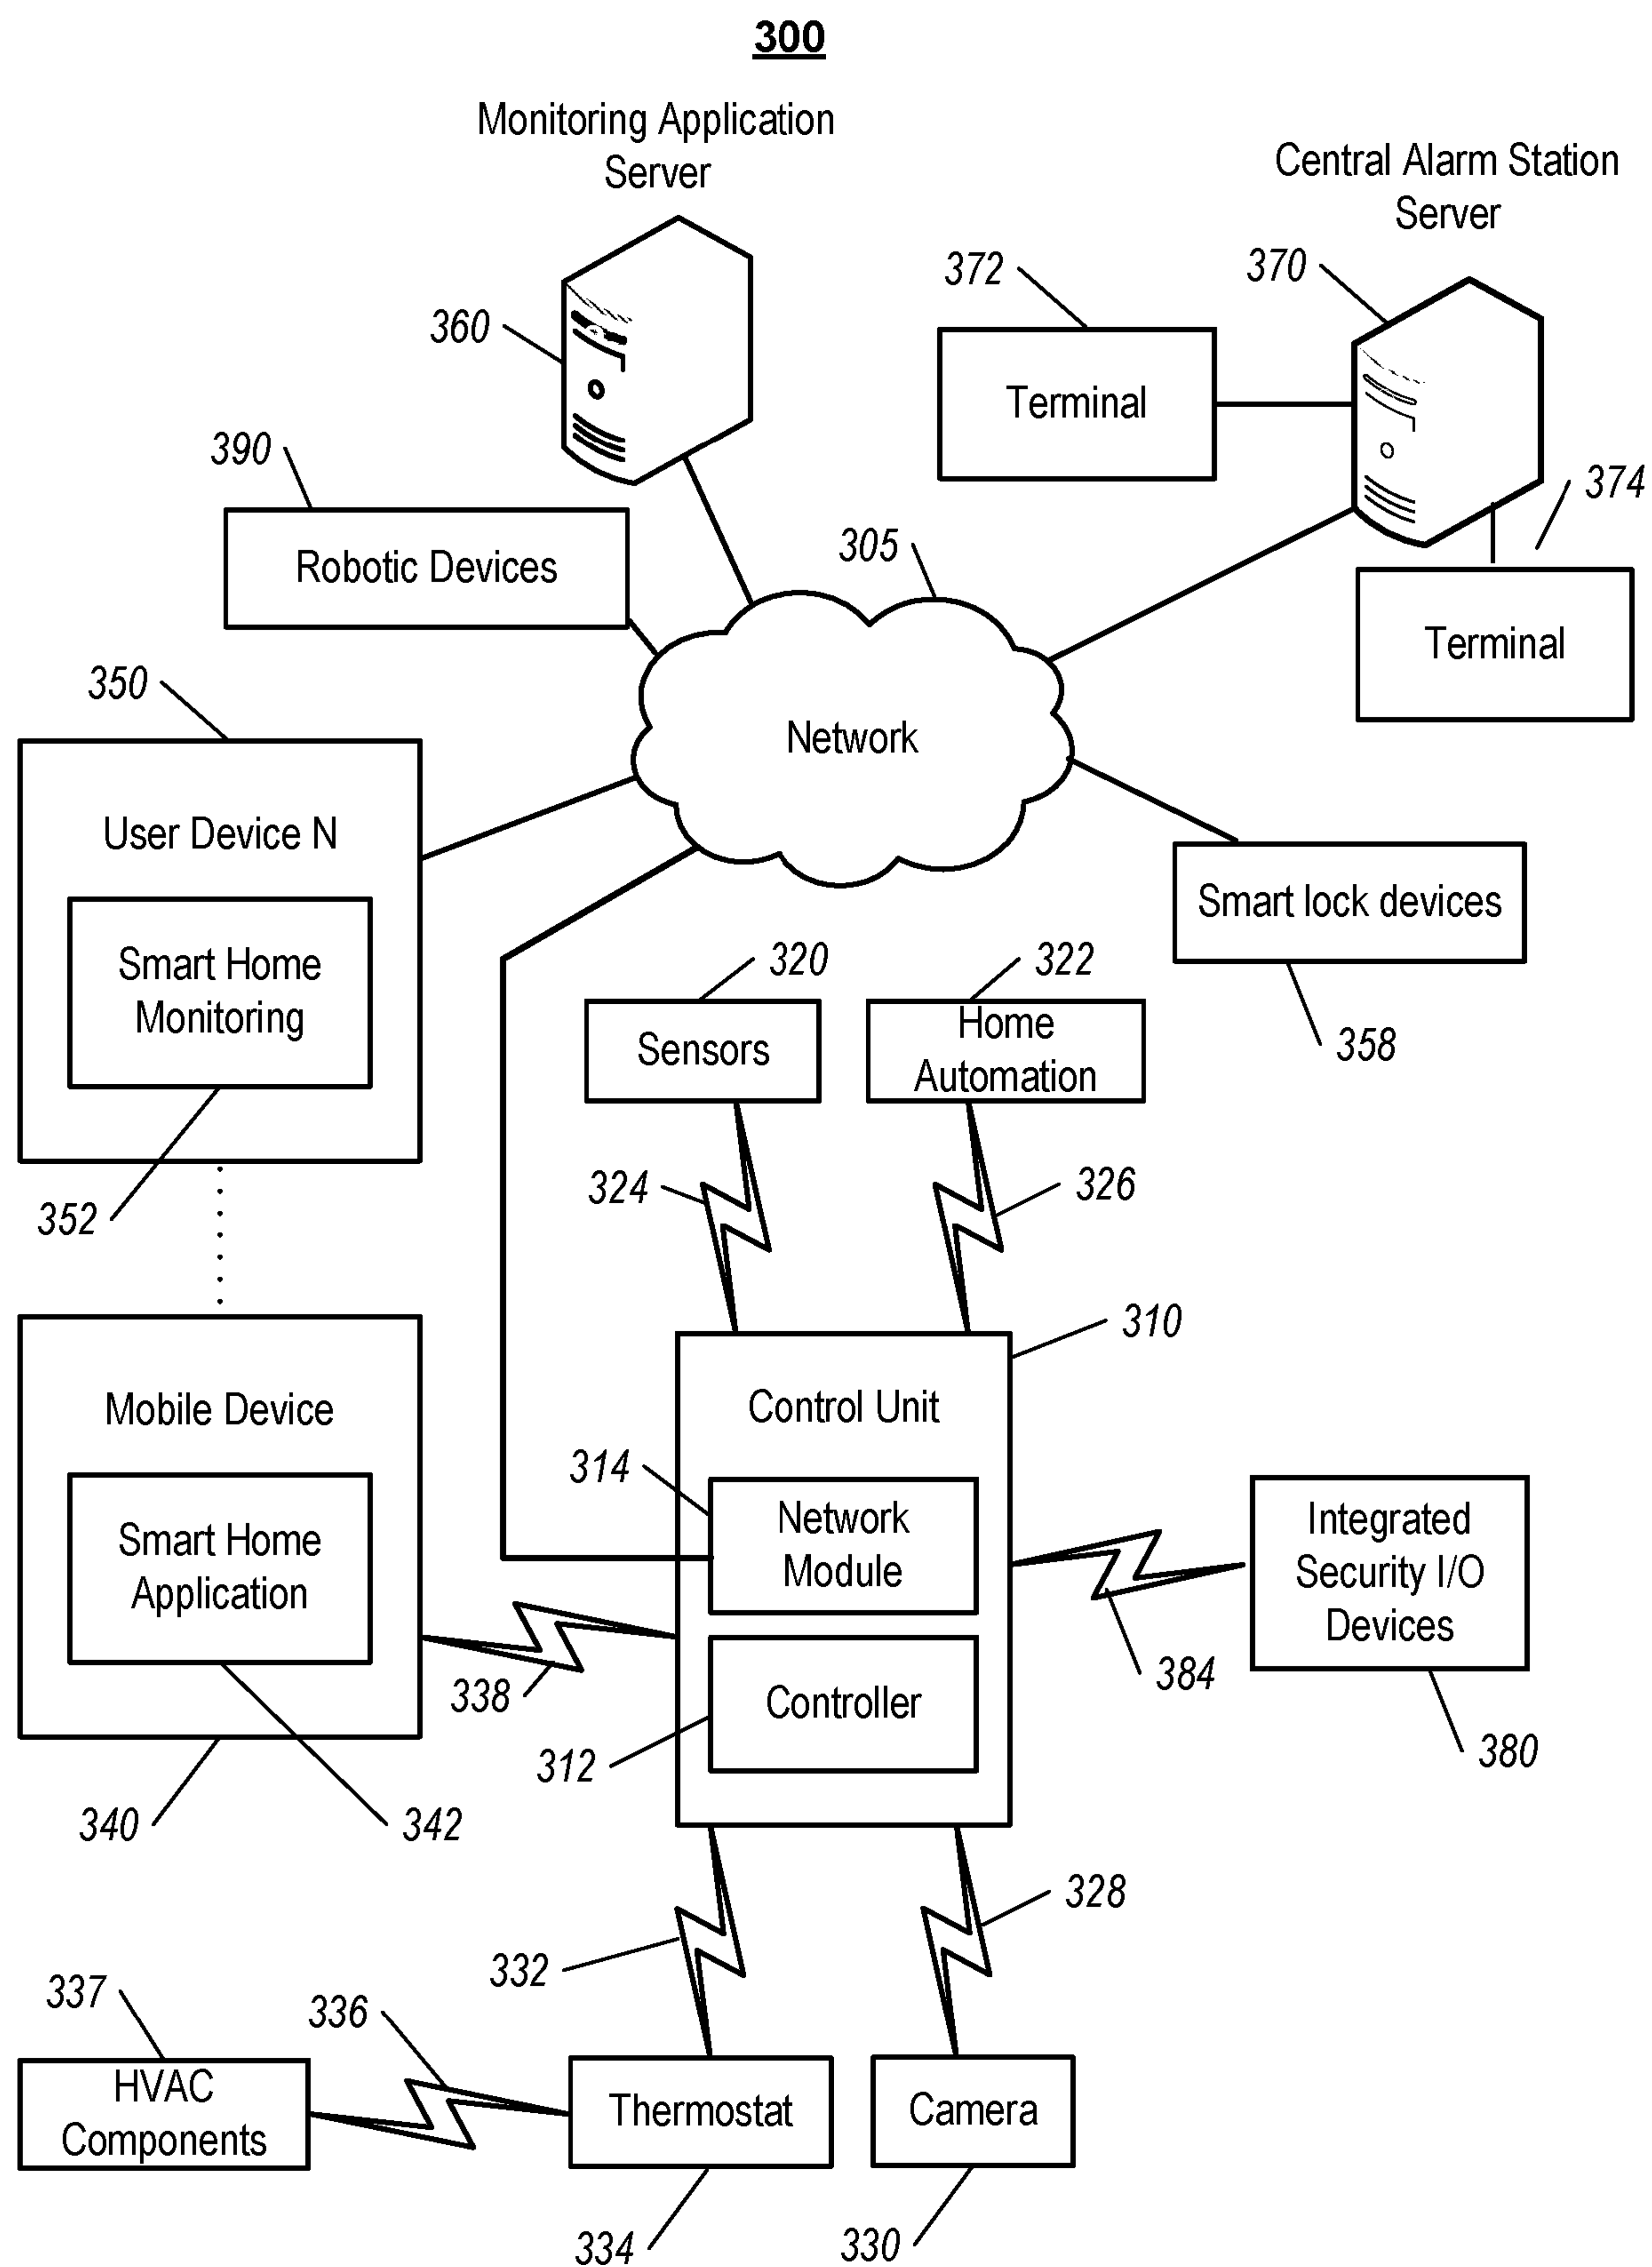 300
Monitoring Application
Server
Central Alarm Station
Server
372
370
360
Terminal
390
374
305
Robotic Devices
Terminal
350
Network
User Device N
Smart lock devices
Smart Home
Monitoring
320
322
Sensors
Home
Automation
358
324
326
352
310
Mobile Device
Control Unit
314
Smart Home
Application
Network
Module
Integrated
Security I/O
Devices
338
384
Controller
312
380
340
342
328
332
337
336
HVAC
Components
Thermostat
Camera
334
330